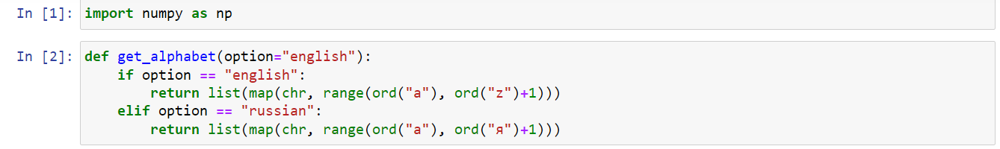 In [1]: import numpy as np
In [2]: def get_alphabet(option="english"):
    if option == "english":
        return list(map(chr, range(ord("a"), ord("z")+1)))
    elif option == "russian":
        return list(map(chr, range(ord("а"), ord("я")+1)))